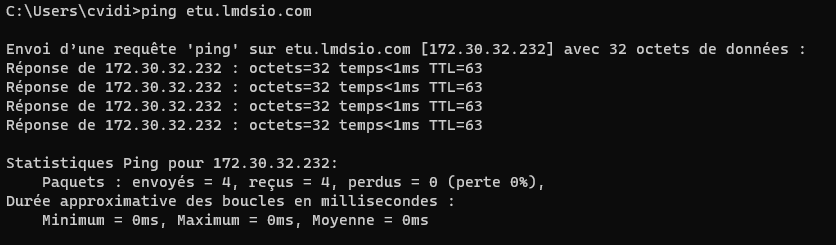 C:\Users\cvidi>ping etu.lmdsio.com
Envoi d’une requête 'ping' sur etu.lmdsio.com [172.30.32.232] avec 32 octets de données :
Réponse de 172.30.32.232 : octets=32 temps<1ms TTL=63
Réponse de 172.30.32.232 : octets=32 temps<1ms TTL=63
Réponse de 172.30.32.232 : octets=32 temps<1ms TTL=63
Réponse de 172.30.32.232 : octets=32 temps<1ms TTL=63
Statistiques Ping pour 172.30.32.232:
    Paquets : envoyés = 4, reçus = 4, perdus = 0 (perte 0%),
Durée approximative des boucles en millisecondes :
    Minimum = 0ms, Maximum = 0ms, Moyenne = 0ms